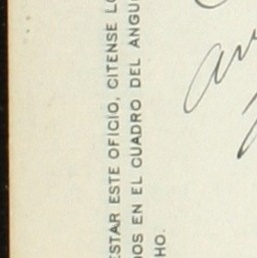 ESTAR ESTE OFICIO, CITENSE LO
DOS EN EL CUADRO DEL ANGU
HO.